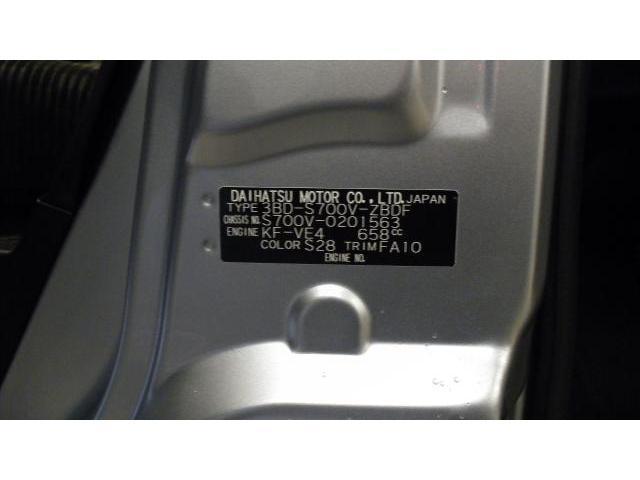 DAIHATSU MOTOR CO.,LTD. JAPAN
TYPE 3BD-S700V-ZBDF
CHASSIS NO. S700V-0201563
ENGINE KF-VE4 658cc
COLOR S28 TRIM FA10
ENGINE NO.